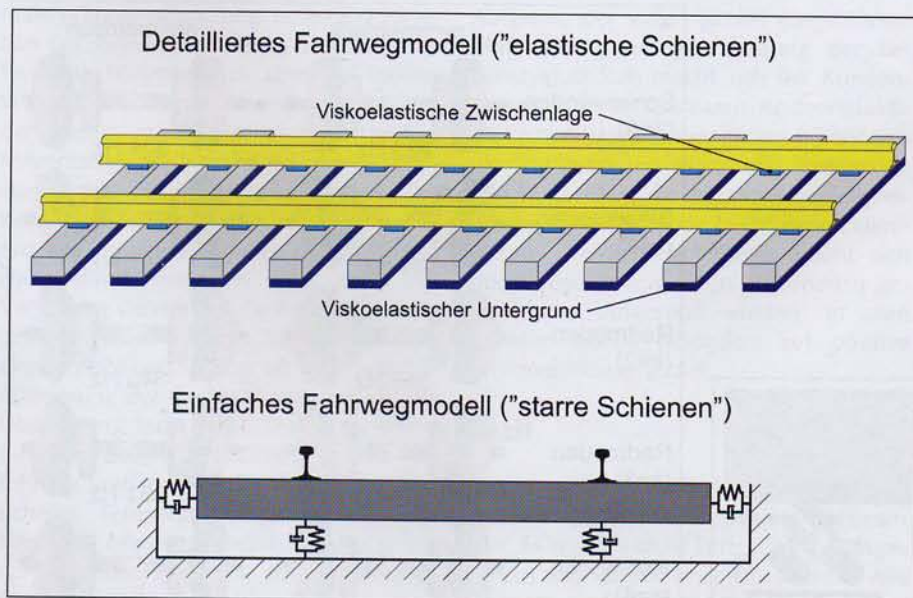 Detailliertes Fahrwegmodell ("elastische Schienen")
Viskoelastische Zwischenlage
Viskoelastischer Untergrund
Einfaches Fahrwegmodell ("starre Schienen")